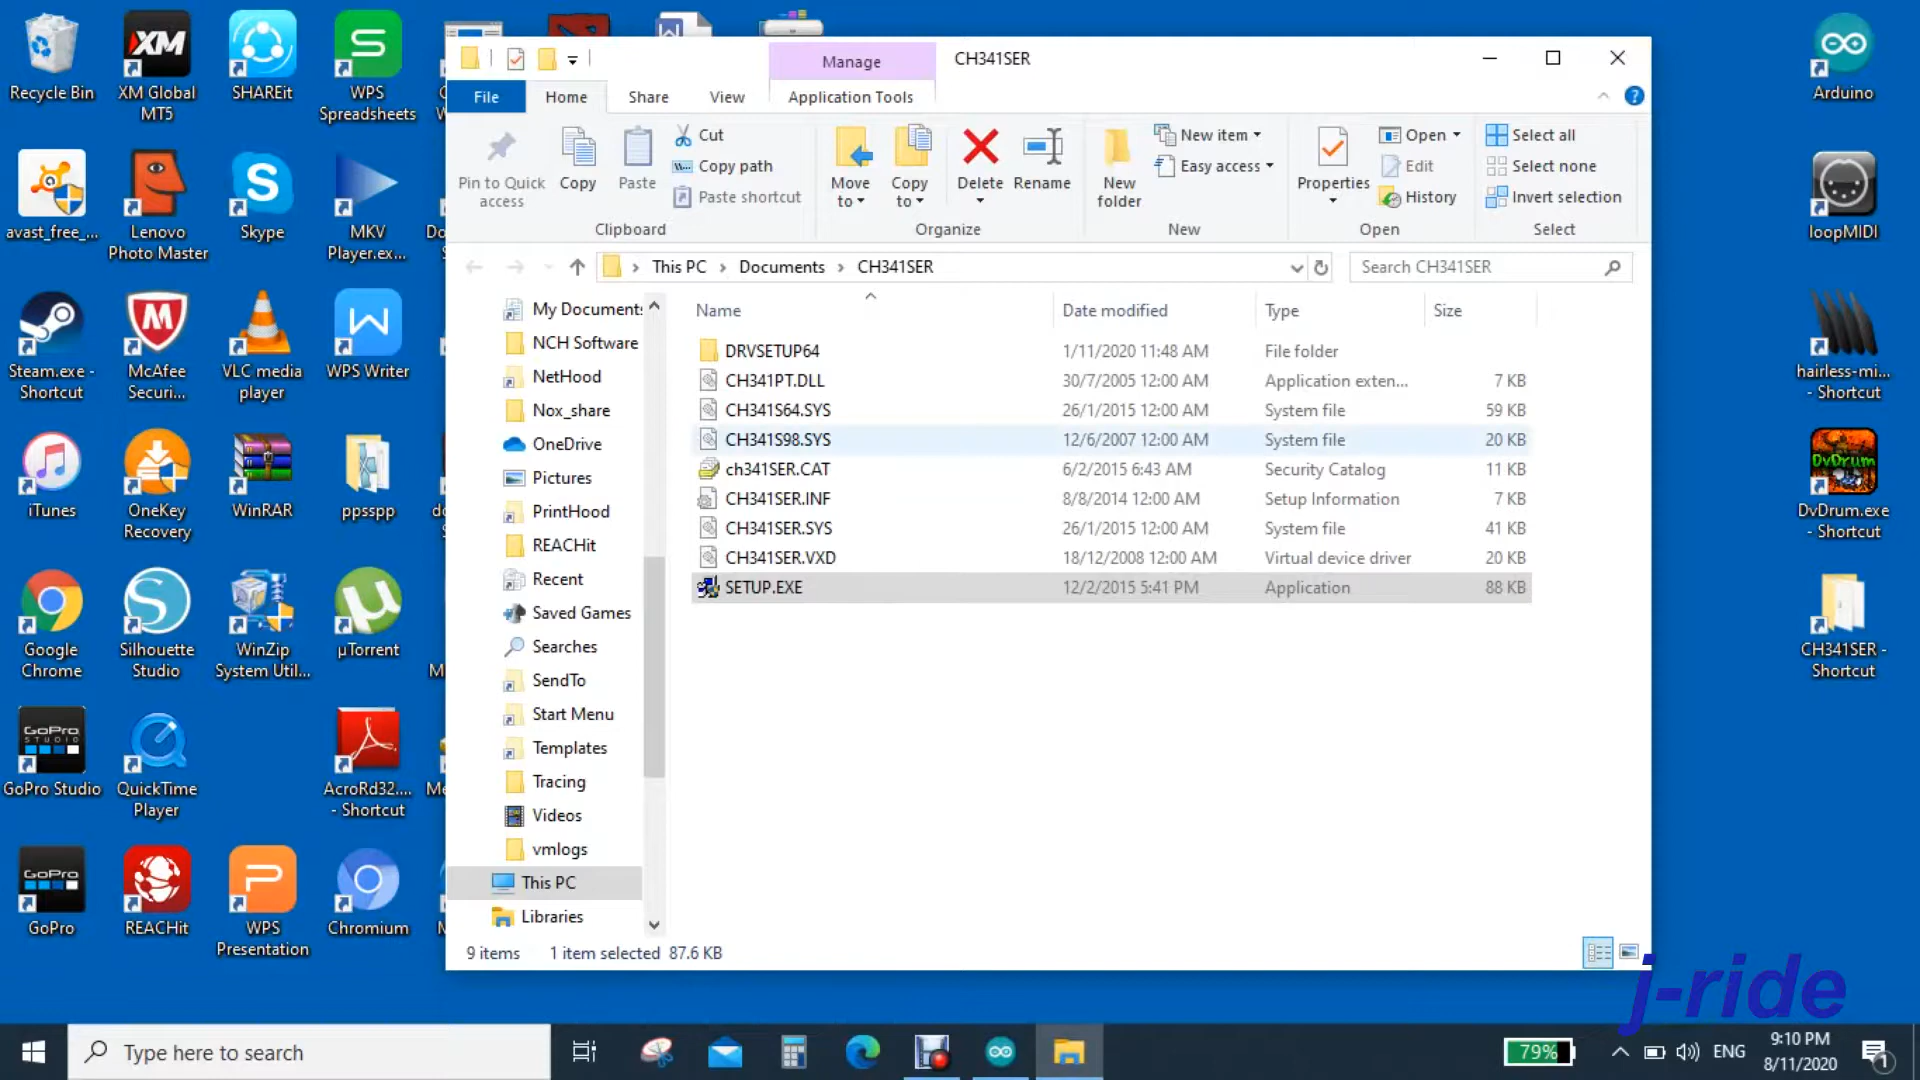 Recycle Bin
XM
XM Global
MT5
SHAREit
S
WPS
Spreadsheets
avast_free_...
Lenovo
Photo Master
S
Skype
MKV
Player.ex...
Steam.exe -
Shortcut
McAfee
Securi...
VLC media
player
WPS Writer
iTunes
OneKey
Recovery
WinRAR
ppsspp
Google
Chrome
Silhouette
Studio
WinZip
System Util...
µTorrent
GoPro
STUDIO
GoPro Studio
QuickTime
Player
AcroRd32....
- Shortcut
GoPro
GoPro
REACHit
WPS
Presentation
Chromium
Manage
CH341SER
File
Home
Share
View
Application Tools
Pin to Quick
access
Copy
Paste
Cut
Copy path
Paste shortcut
Clipboard
Move
to
Copy
to
Delete
Rename
Organize
New
folder
New item
Easy access
New
Properties
Open
Edit
History
Open
Select all
Select none
Invert selection
Select
This PC > Documents > CH341SER
Search CH341SER
My Documents
NCH Software
NetHood
Nox_share
OneDrive
Pictures
PrintHood
REACHit
Recent
Saved Games
Searches
SendTo
Start Menu
Templates
Tracing
Videos
vmlogs
This PC
Libraries
Name Date modified Type Size
DRVSETUP64 1/11/2020 11:48 AM File folder
CH341PT.DLL 30/7/2005 12:00 AM Application exten... 7 KB
CH341S64.SYS 26/1/2015 12:00 AM System file 59 KB
CH341S98.SYS 12/6/2007 12:00 AM System file 20 KB
ch341SER.CAT 6/2/2015 6:43 AM Security Catalog 11 KB
CH341SER.INF 8/8/2014 12:00 AM Setup Information 7 KB
CH341SER.SYS 26/1/2015 12:00 AM System file 41 KB
CH341SER.VXD 18/12/2008 12:00 AM Virtual device driver 20 KB
SETUP.EXE 12/2/2015 5:41 PM Application 88 KB
9 items 1 item selected 87.6 KB
Arduino
loopMIDI
hairless-mi...
- Shortcut
DvDrum
DvDrum.exe
- Shortcut
CH341SER -
Shortcut
j-ride
Type here to search
79%
ENG
9:10 PM
8/11/2020
1